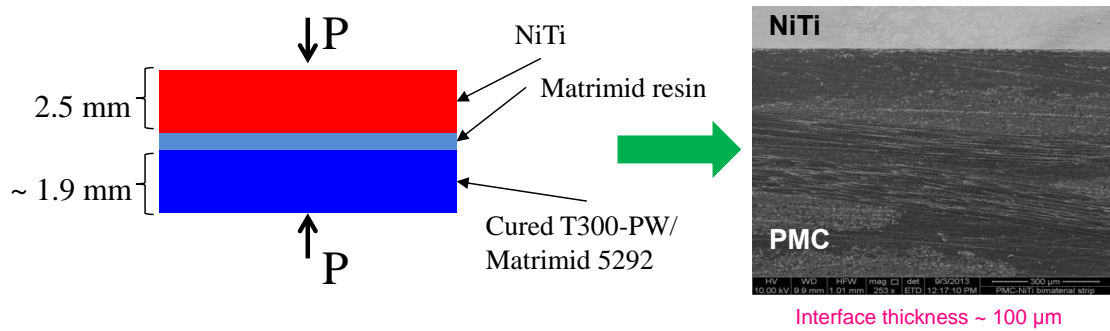 P
NiTi
2.5 mm
Matrimid resin
~ 1.9 mm
Cured T300-PW/
Matrimid 5292
P
NiTi
PMC
HV WD HFW mag □ det 9/3/2013 300 µm
10.00 kV 9.9 mm 1.01 mm 253 x ETD 12:17:10 PM PMC-NiTi bimaterial strip
Interface thickness ~ 100 µm